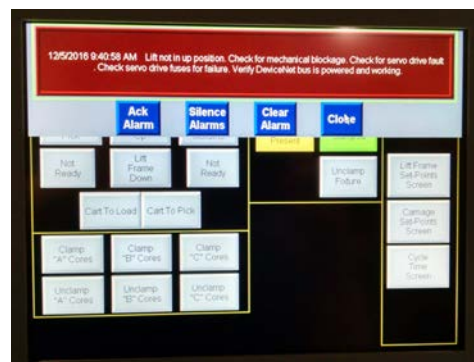 12/5/2016 9:40:58 AM Lift not in up position. Check for mechanical blockage. Check for servo drive fault
. Check servo drive fuses for failure. Verify DeviceNet bus is powered and working.
Ack
Alarm
Silence
Alarms
Clear
Alarm
Close
Present
Not
Ready
Lift
Frame
Down
Not
Ready
Unclamp
Fixture
Lift Frame
Set-Points
Screen
Cart To Load
Cart To Pick
Carriage
Set-Points
Screen
Clamp
"A" Cores
Clamp
"B" Cores
Clamp
"C" Cores
Cycle
Time
Screen
Unclamp
"A" Cores
Unclamp
"B" Cores
Unclamp
"C" Cores